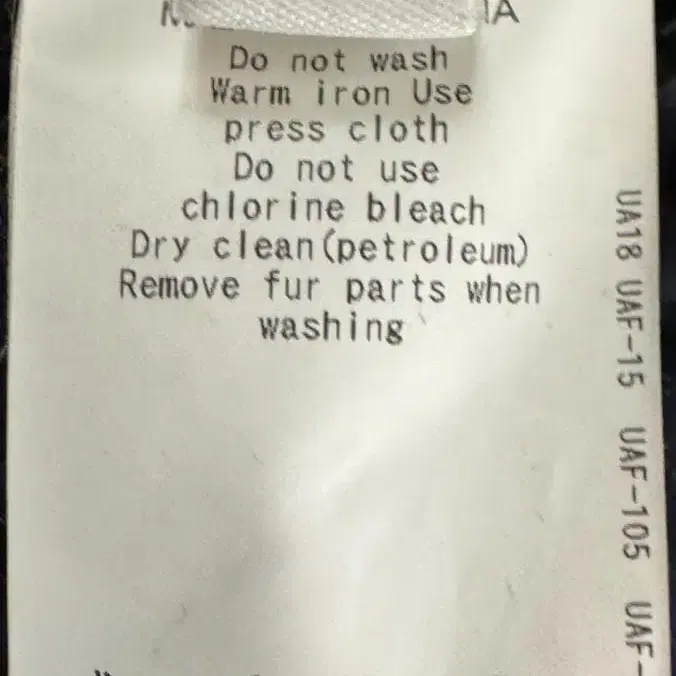 Do not wash
Warm iron Use
press cloth
Do not use
chlorine bleach
Dry clean(petroleum)
Remove fur parts when
washing
UA18 UAF-15 UAF-105 UAF-